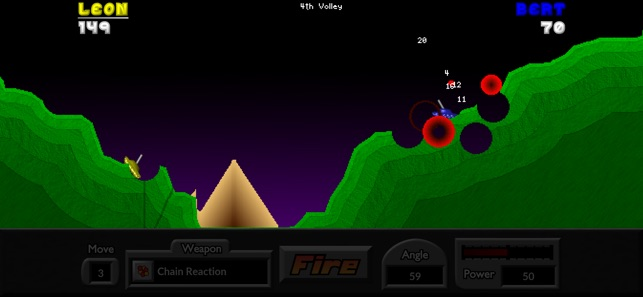 LEON
4th Volley
BERT
149
70
20
4
12
11
Move
Weapon
Angle
3
Chain Reaction
Fire
59
Power
50